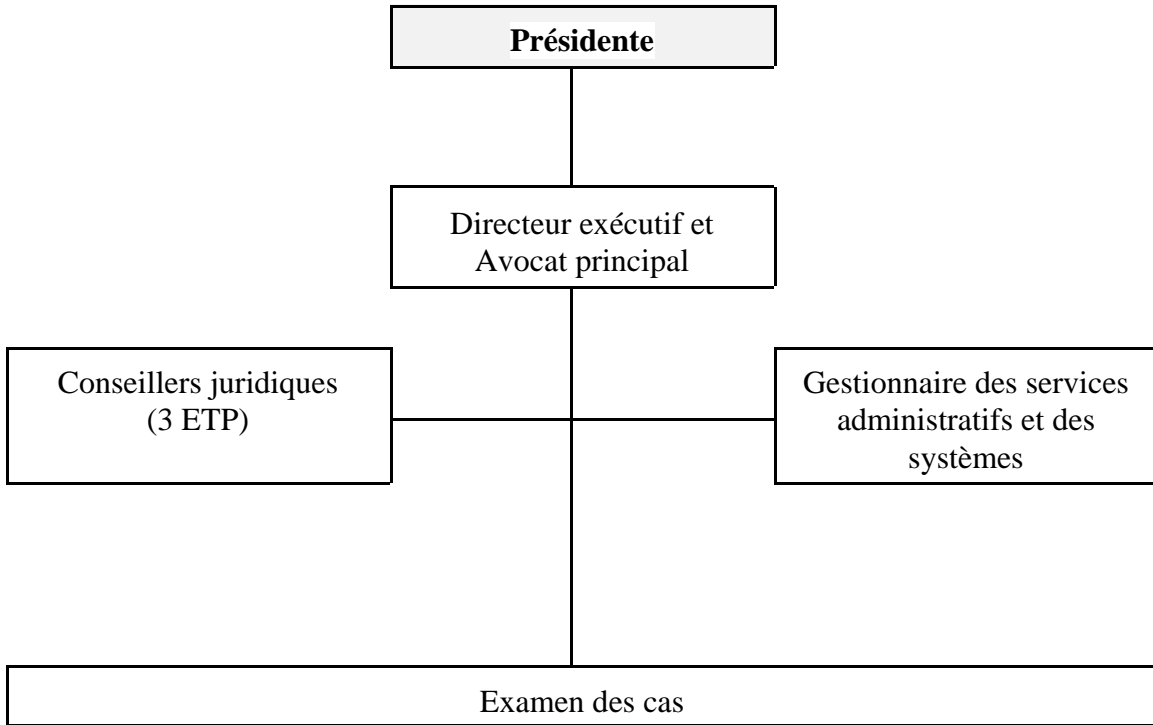 Présidente
Directeur exécutif et
Avocat principal
Conseillers juridiques
(3 ETP)
Gestionnaire des services
administratifs et des
systèmes
Examen des cas